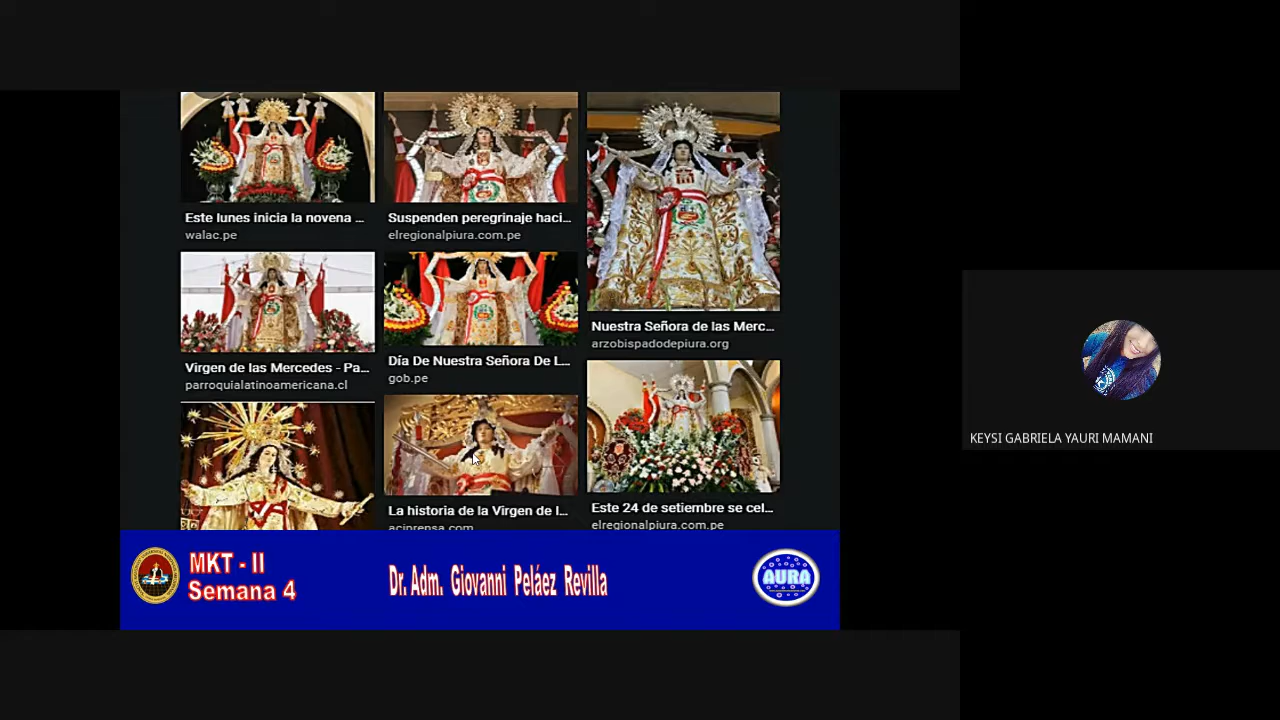 Este lunes inicia la novena ...
walac.pe
Suspenden peregrinaje haci...
elregionalpiura.com.pe
Nuestra Señora de las Merc...
arzobispadodepiura.org
Virgen de las Mercedes - Pa...
parroquialatinoamericana.cl
Día De Nuestra Señora De L...
gob.pe
La historia de la Virgen de l...
aciprensa.com
Este 24 de setiembre se cel...
elregionalpiura.com.pe
MKT - II
Semana 4
Dr. Adm. Giovanni Peláez Revilla
AURA
KEYSI GABRIELA YAURI MAMANI